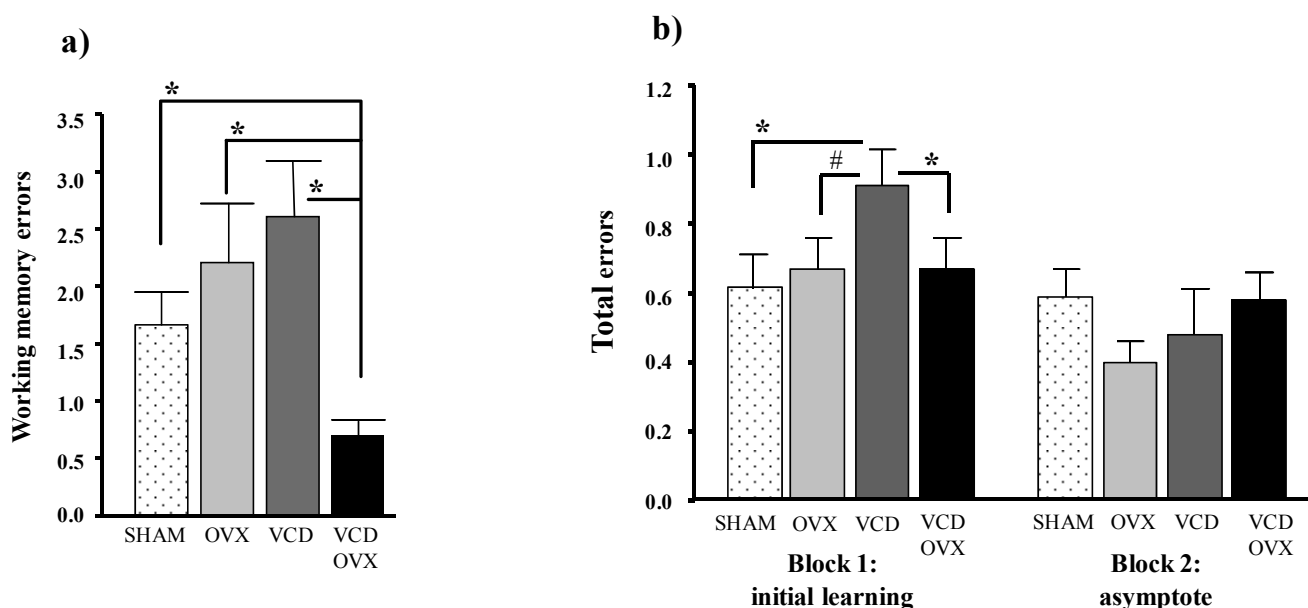 a)
*
*
*
Working memory errors
3.5
3.0
2.5
2.0
1.5
1.0
0.5
0.0
SHAM OVX VCD VCD
OVX
b)
*
#
*
Total errors
1.2
1.0
0.8
0.6
0.4
0.2
0.0
SHAM OVX VCD VCD
OVX
Block 1:
initial learning
SHAM OVX VCD VCD
OVX
Block 2:
asymptote